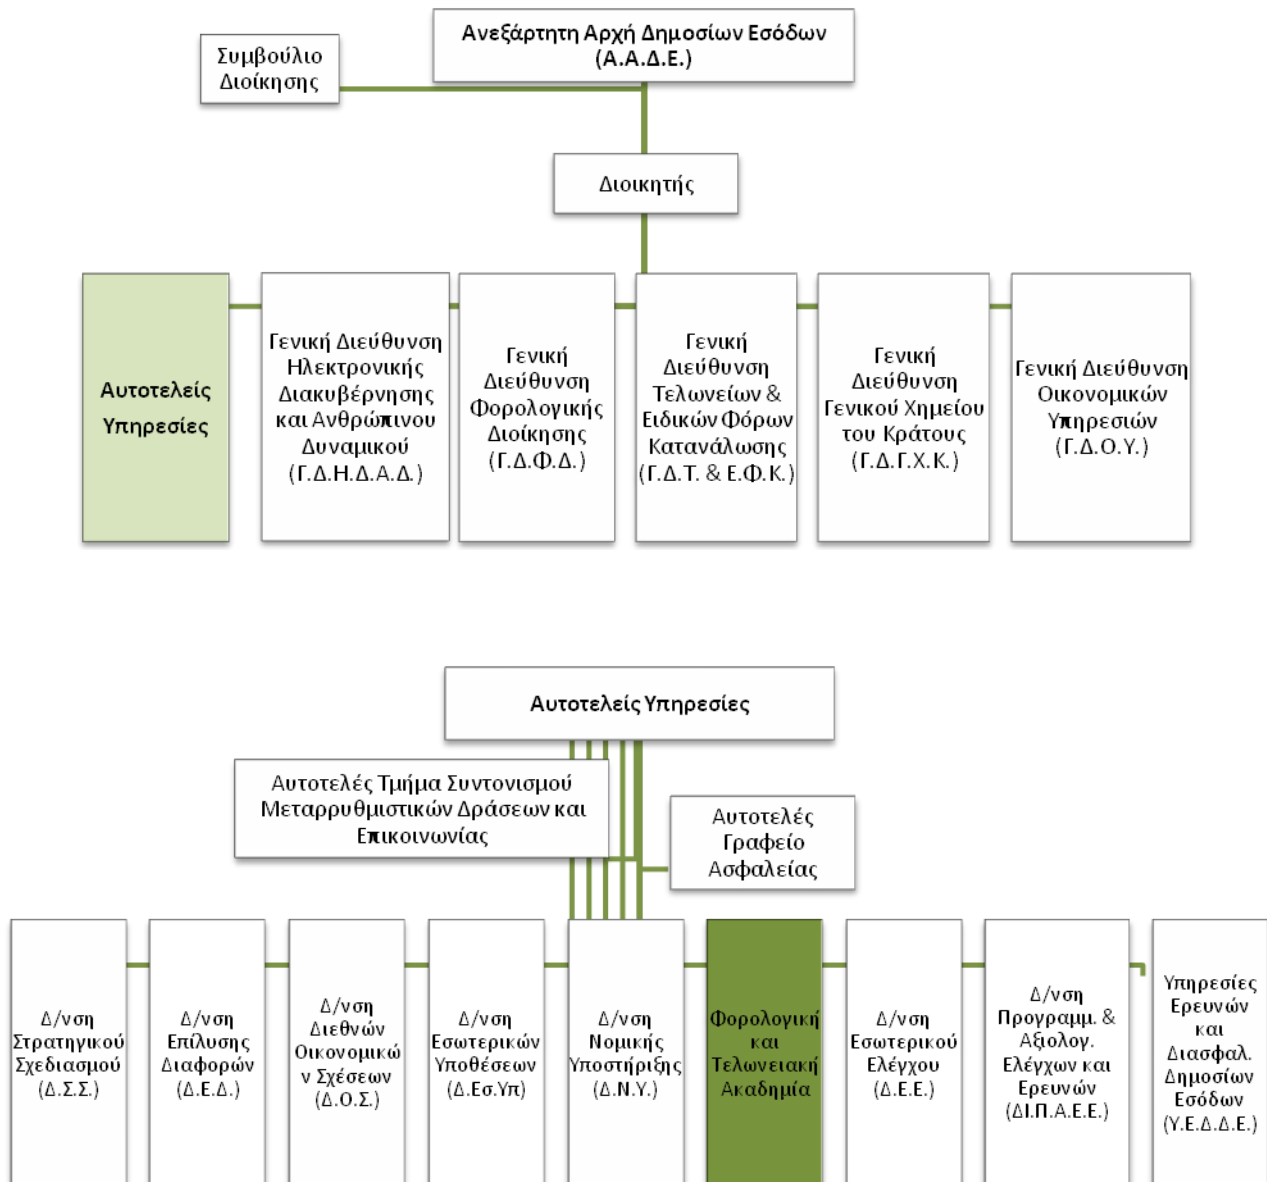 Ανεξάρτητη Αρχή Δημοσίων Εσόδων
(Α.Α.Δ.Ε.)
Συμβούλιο
Διοίκησης
Διοικητής
Αυτοτελείς
Υπηρεσίες
Γενική Διεύθυνση
Ηλεκτρονικής
Διακυβέρνησης
και Ανθρώπινου
Δυναμικού
(Γ.Δ.Η.Δ.Α.Δ.)
Γενική
Διεύθυνση
Φορολογικής
Διοίκησης
(Γ.Δ.Φ.Δ.)
Γενική
Διεύθυνση
Τελωνείων &
Ειδικών Φόρων
Κατανάλωσης
(Γ.Δ.Τ. & Ε.Φ.Κ.)
Γενική
Διεύθυνση
Γενικού Χημείου
του Κράτους
(Γ.Δ.Γ.Χ.Κ.)
Γενική Διεύθυνση
Οικονομικών
Υπηρεσιών
(Γ.Δ.Ο.Υ.)
Αυτοτελείς Υπηρεσίες
Αυτοτελές Τμήμα Συντονισμού
Μεταρρυθμιστικών Δράσεων και
Επικοινωνίας
Αυτοτελές
Γραφείο
Ασφαλείας
Δ/νση
Στρατηγικού
Σχεδιασμού
(Δ.Σ.Σ.)
Δ/νση
Επίλυσης
Διαφορών
(Δ.Ε.Δ.)
Δ/νση
Διεθνών
Οικονομικώ
ν Σχέσεων
(Δ.Ο.Σ.)
Δ/νση
Εσωτερικών
Υποθέσεων
(Δ.Εσ.Υπ)
Δ/νση
Νομικής
Υποστήριξης
(Δ.Ν.Υ.)
Φορολογική
και
Τελωνειακή
Ακαδημία
Δ/νση
Εσωτερικού
Ελέγχου
(Δ.Ε.Ε.)
Δ/νση
Προγραμμ. &
Αξιολογ.
Ελέγχων και
Ερευνών
(ΔΙ.Π.Α.Ε.Ε.)
Υπηρεσίες
Ερευνών
και
Διασφαλ.
Δημοσίων
Εσόδων
(Υ.Ε.Δ.Δ.Ε.)